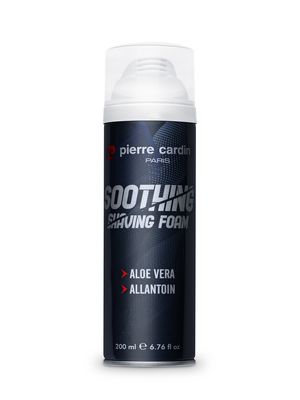 pierre cardin
PARIS
SOOTHING
SHAVING FOAM
ALOE VERA
ALLANTOIN
200 ml ℮ 6,76 fl oz